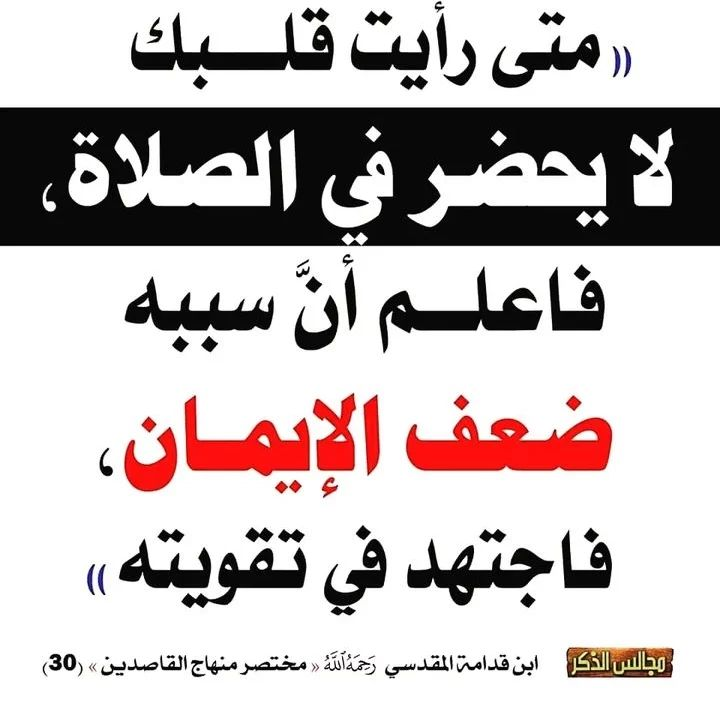 (( متى رأيت قلبك
لا يحضر في الصلاة،
فاعلم أنَّ سببه
ضعف الإيمان،
فاجتهد في تقويته ))
مجالس الذكر ابن قدامة المقدسي رَحِمَهُ ٱللَّهُ « مختصر منهاج القاصدين » (30)